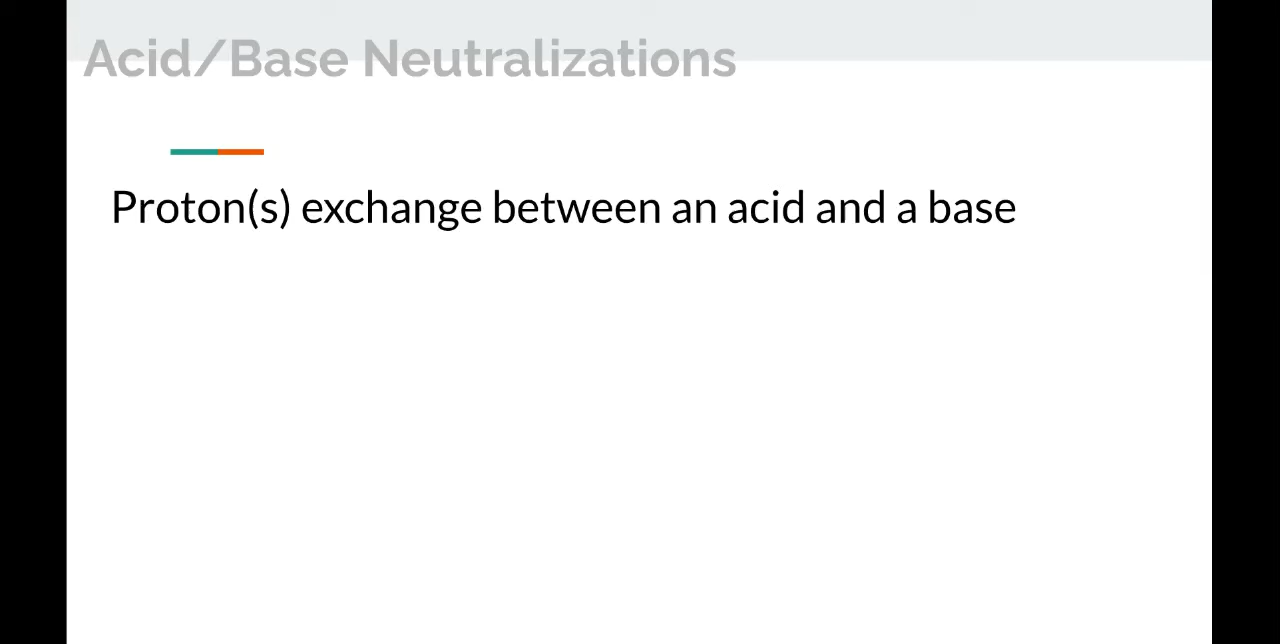 Acid/Base Neutralizations
Proton(s) exchange between an acid and a base